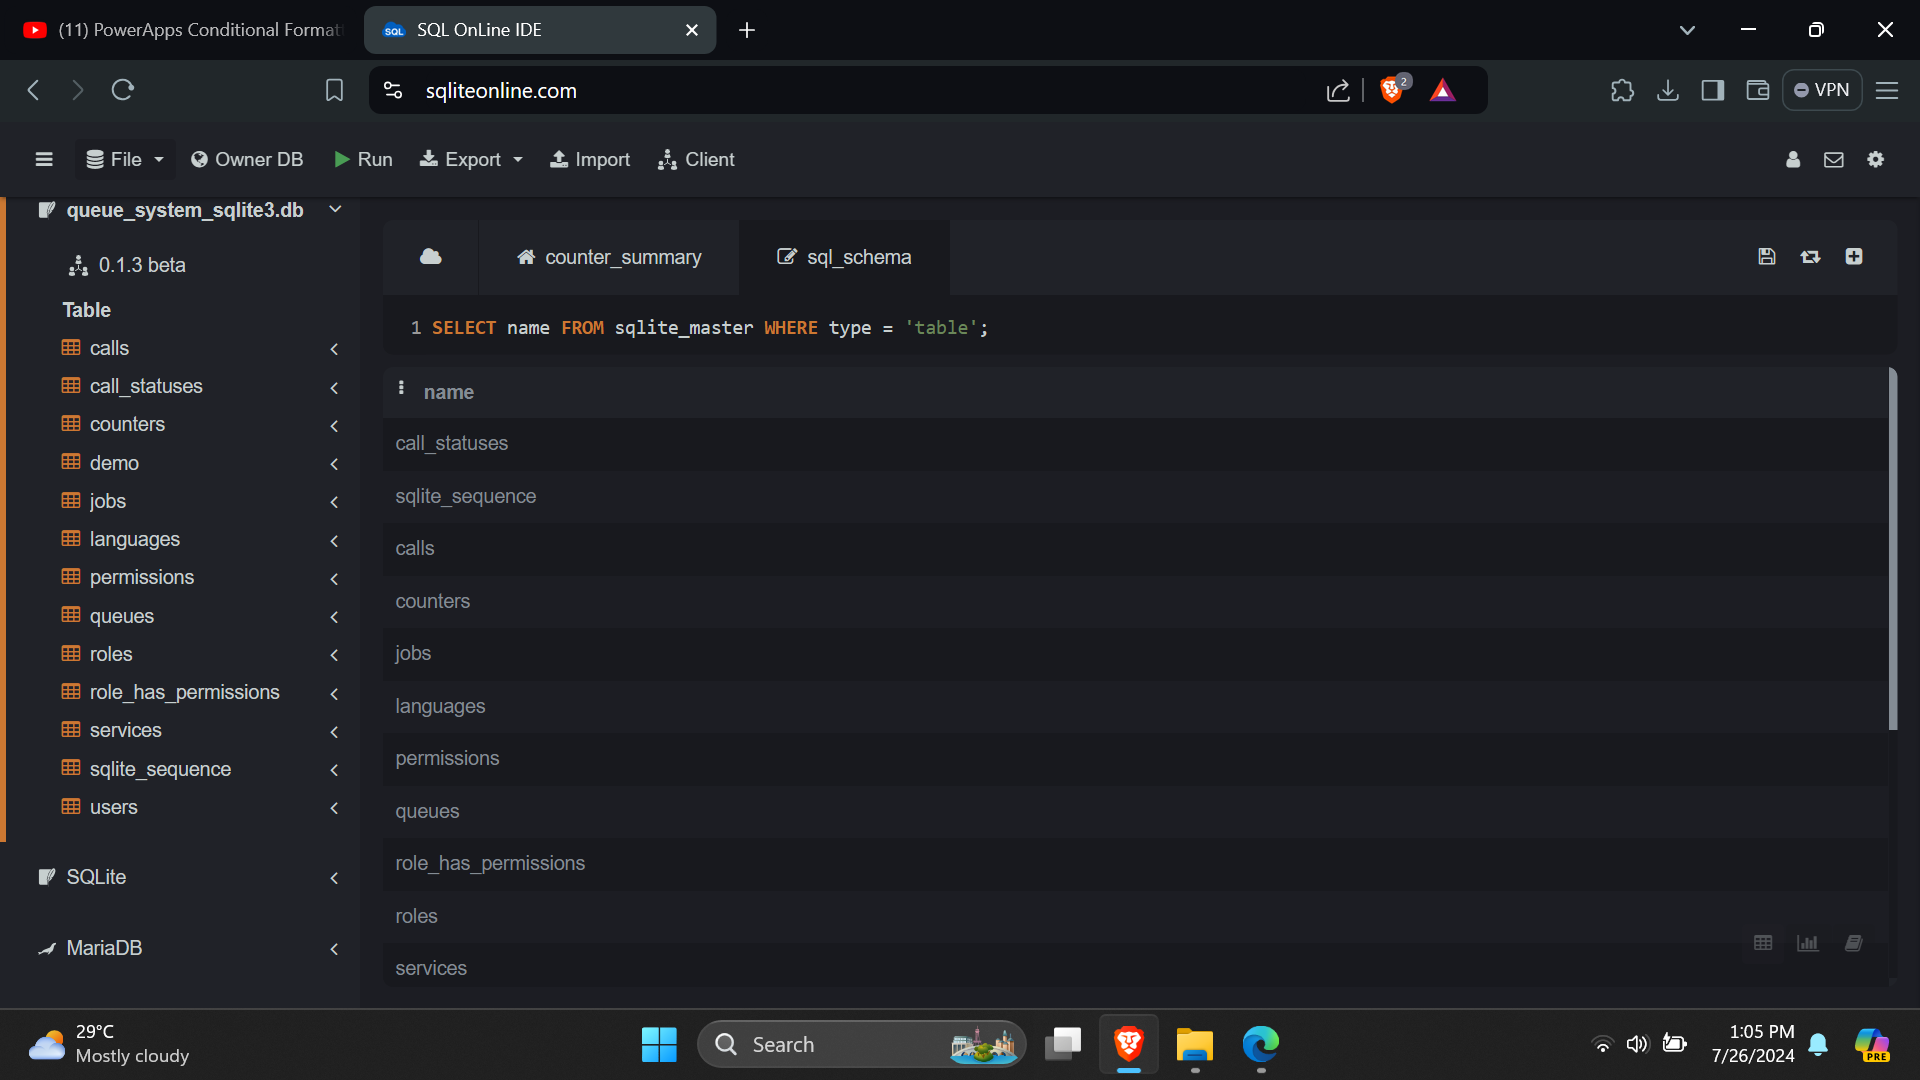 (11) PowerApps Conditional Format
SQL OnLine IDE
sqliteonline.com
2
VPN
File
Owner DB
Run
Export
Import
Client
queue_system_sqlite3.db
0.1.3 beta
Table
calls
call_statuses
counters
demo
jobs
languages
permissions
queues
roles
role_has_permissions
services
sqlite_sequence
users
SQLite
MariaDB
counter_summary
sql_schema
1 SELECT name FROM sqlite_master WHERE type = 'table';
name
call_statuses
sqlite_sequence
calls
counters
jobs
languages
permissions
queues
role_has_permissions
roles
services
29°C
Mostly cloudy
Search
1:05 PM
7/26/2024
PRE